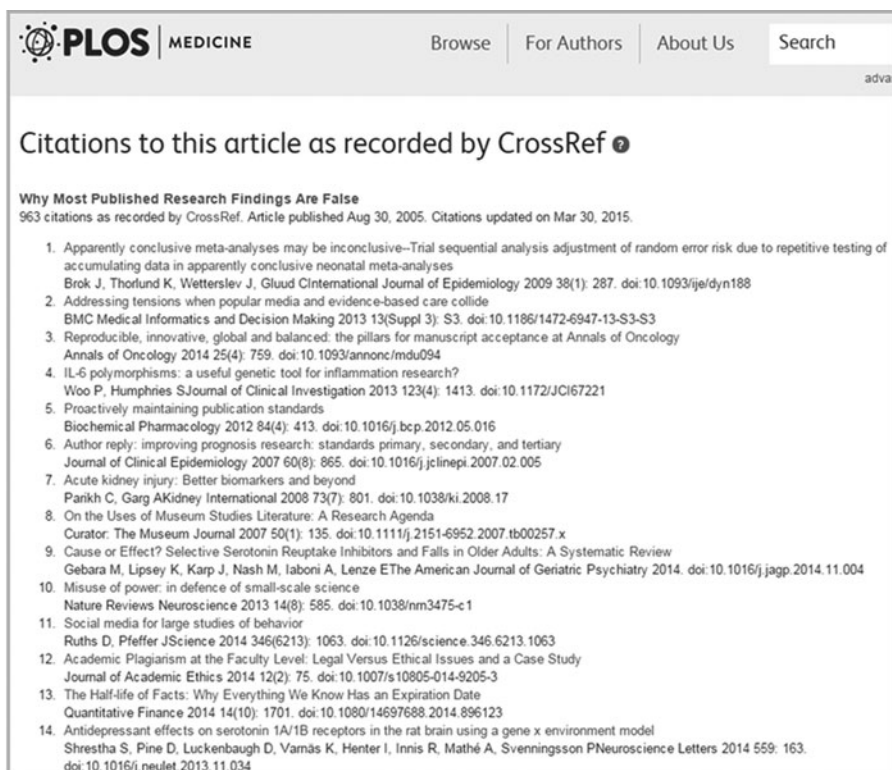 PLOS MEDICINE Browse For Authors About Us Search
adva
Citations to this article as recorded by CrossRef ?
Why Most Published Research Findings Are False
963 citations as recorded by CrossRef. Article published Aug 30, 2005. Citations updated on Mar 30, 2015.
1. Apparently conclusive meta-analyses may be inconclusive--Trial sequential analysis adjustment of random error risk due to repetitive testing of
accumulating data in apparently conclusive neonatal meta-analyses
Brok J, Thorlund K, Wetterslev J, Gluud CInternational Journal of Epidemiology 2009 38(1): 287. doi:10.1093/ije/dyn188
2. Addressing tensions when popular media and evidence-based care collide
BMC Medical Informatics and Decision Making 2013 13(Suppl 3): S3. doi:10.1186/1472-6947-13-S3-S3
3. Reproducible, innovative, global and balanced: the pillars for manuscript acceptance at Annals of Oncology
Annals of Oncology 2014 25(4): 759. doi:10.1093/annonc/mdu094
4. IL-6 polymorphisms: a useful genetic tool for inflammation research?
Woo P, Humphries SJournal of Clinical Investigation 2013 123(4): 1413. doi:10.1172/JCI67221
5. Proactively maintaining publication standards
Biochemical Pharmacology 2012 84(4): 413. doi:10.1016/j.bcp.2012.05.016
6. Author reply: improving prognosis research: standards primary, secondary, and tertiary
Journal of Clinical Epidemiology 2007 60(8): 865. doi:10.1016/j.jclinepi.2007.02.005
7. Acute kidney injury: Better biomarkers and beyond
Parikh C, Garg AKidney International 2008 73(7): 801. doi:10.1038/ki.2008.17
8. On the Uses of Museum Studies Literature: A Research Agenda
Curator: The Museum Journal 2007 50(1): 135. doi:10.1111/j.2151-6952.2007.tb00257.x
9. Cause or Effect? Selective Serotonin Reuptake Inhibitors and Falls in Older Adults: A Systematic Review
Gebara M, Lipsey K, Karp J, Nash M, Iaboni A, Lenze EThe American Journal of Geriatric Psychiatry 2014. doi:10.1016/j.jagp.2014.11.004
10. Misuse of power: in defence of small-scale science
Nature Reviews Neuroscience 2013 14(8): 585. doi:10.1038/nrn3475-c1
11. Social media for large studies of behavior
Ruths D, Pfeffer JScience 2014 346(6213): 1063. doi:10.1126/science.346.6213.1063
12. Academic Plagiarism at the Faculty Level: Legal Versus Ethical Issues and a Case Study
Journal of Academic Ethics 2014 12(2): 75. doi:10.1007/s10805-014-9205-3
13. The Half-life of Facts: Why Everything We Know Has an Expiration Date
Quantitative Finance 2014 14(10): 1701. doi:10.1080/14697688.2014.896123
14. Antidepressant effects on serotonin 1A/1B receptors in the rat brain using a gene x environment model
Shrestha S, Pine D, Luckenbaugh D, Varnäs K, Henter I, Innis R, Mathé A, Svenningsson PNeuroscience Letters 2014 559: 163.
doi:10.1016/j.neulet.2013.11.034